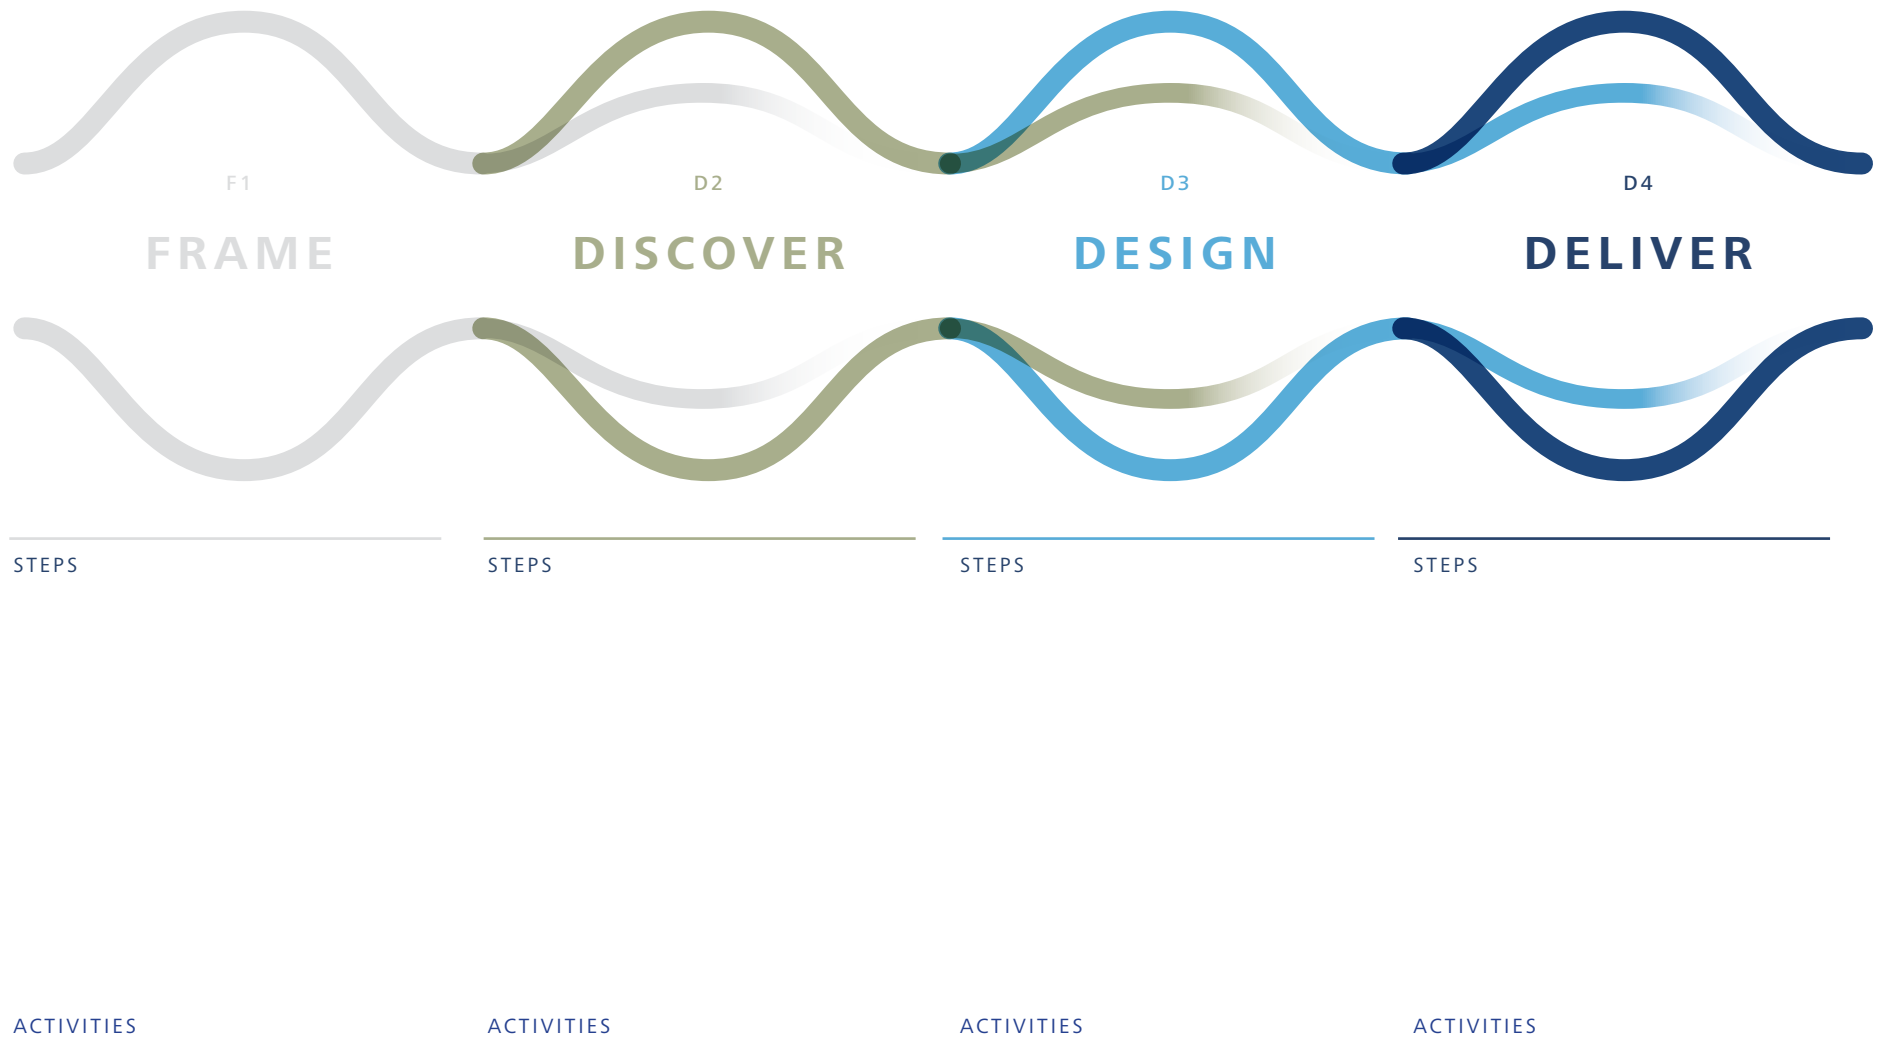 F1
D2
D3
D4
FRAME
DISCOVER
DESIGN
DELIVER
STEPS
STEPS
STEPS
STEPS
ACTIVITIES
ACTIVITIES
ACTIVITIES
ACTIVITIES